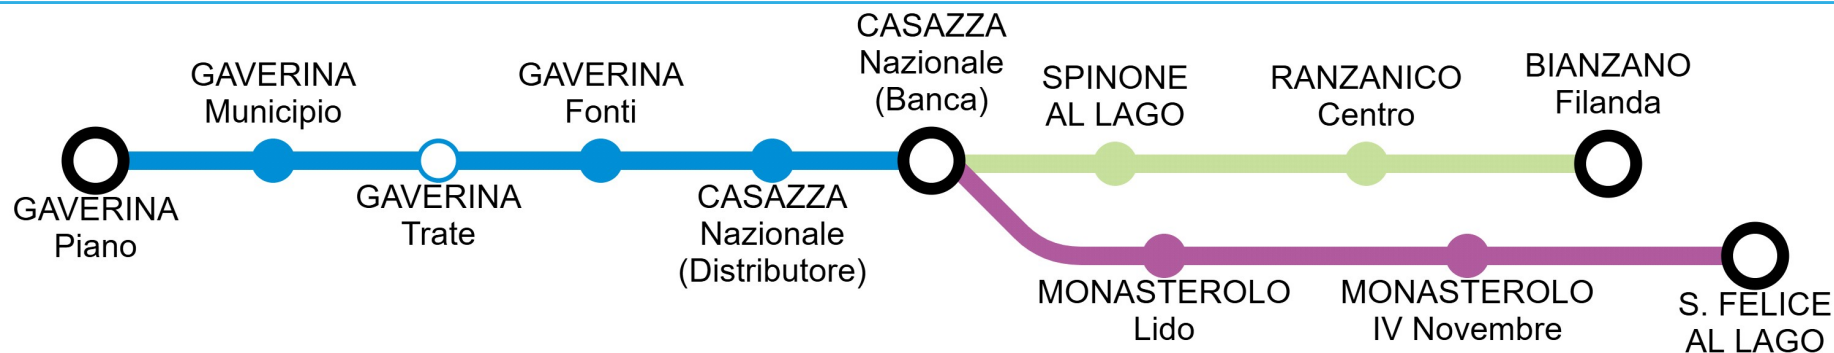 GAVERINA
Piano
GAVERINA
Municipio
GAVERINA
Trate
GAVERINA
Fonti
CASAZZA
Nazionale
(Distributore)
CASAZZA
Nazionale
(Banca)
SPINONE
AL LAGO
RANZANICO
Centro
BIANZANO
Filanda
MONASTEROLO
Lido
MONASTEROLO
IV Novembre
S. FELICE
AL LAGO